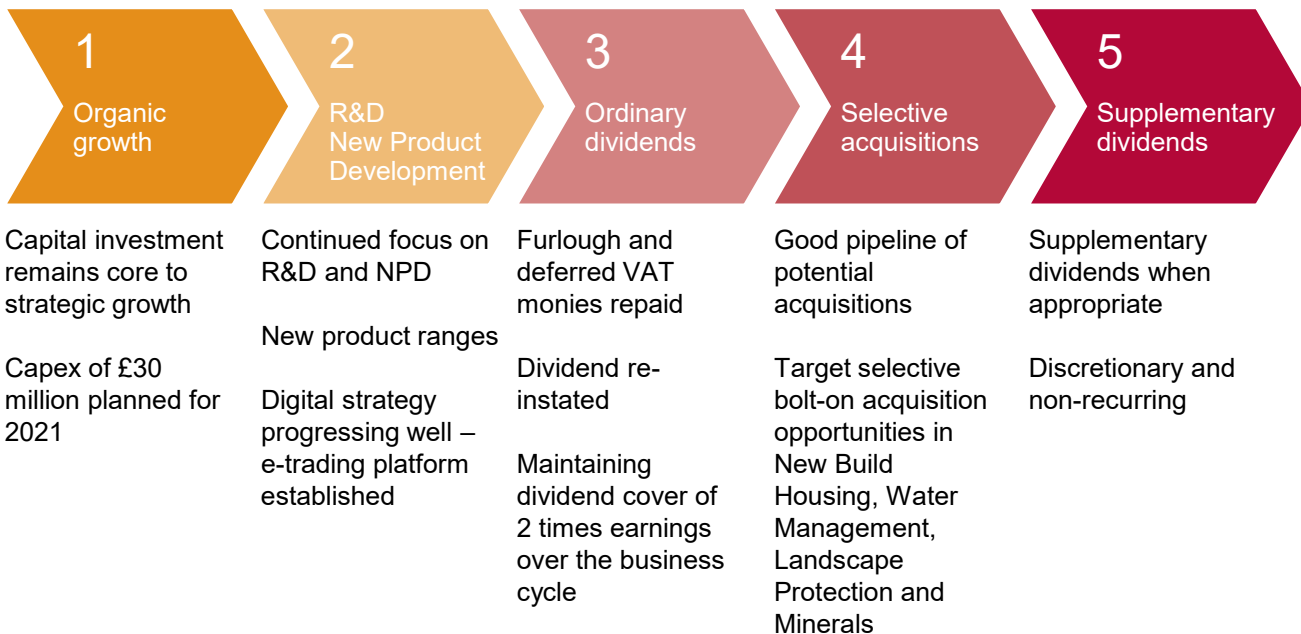 1
Organic
growth
Capital investment
remains core to
strategic growth
Capex of £30
million planned for
2021
2
R&D
New Product
Development
Continued focus on
R&D and NPD
New product ranges
Digital strategy
progressing well –
e-trading platform
established
3
Ordinary
dividends
Furlough and
deferred VAT
monies repaid
Dividend re-
instated
Maintaining
dividend cover of
2 times earnings
over the business
cycle
4
Selective
acquisitions
Good pipeline of
potential
acquisitions
Target selective
bolt-on acquisition
opportunities in
New Build
Housing, Water
Management,
Landscape
Protection and
Minerals
5
Supplementary
dividends
Supplementary
dividends when
appropriate
Discretionary and
non-recurring